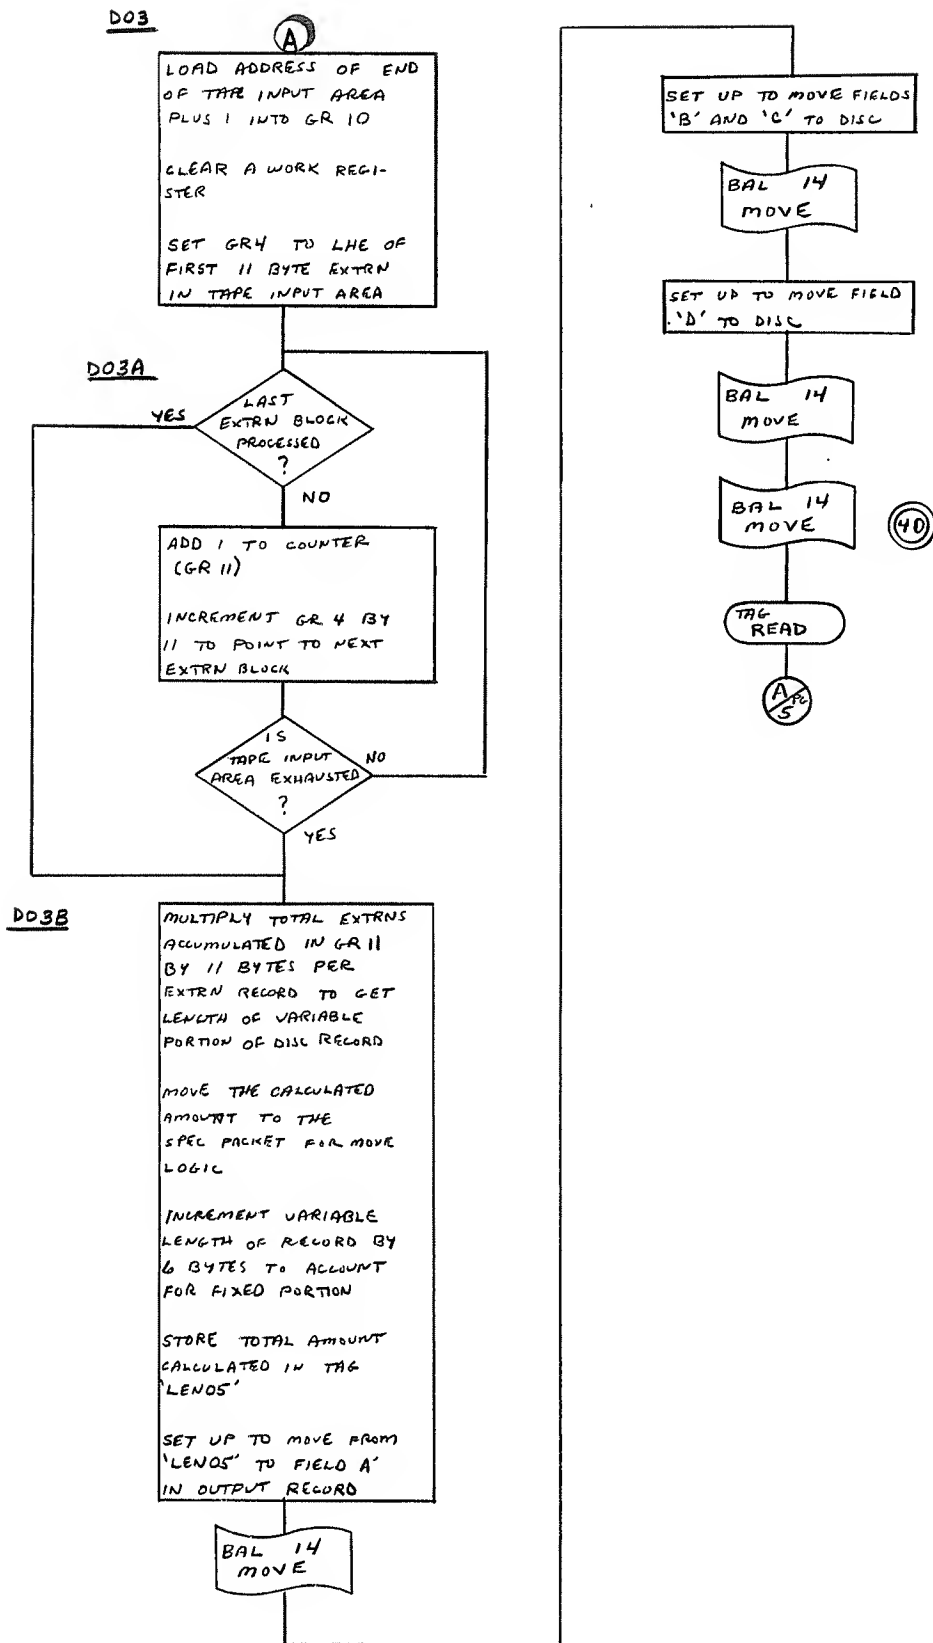 D03
A
LOAD ADDRESS OF END
OF TAPE INPUT AREA
PLUS 1 INTO GR 10
CLEAR A WORK REGI-
STER
SET GR4 TO LHE OF
FIRST 11 BYTE EXTRN
IN TAPE INPUT AREA
D03A
YES
LAST
EXTRN BLOCK
PROCESSED
?
NO
ADD 1 TO COUNTER
(GR 11)
INCREMENT GR 4 BY
11 TO POINT TO NEXT
EXTRN BLOCK
IS
TAPE INPUT
AREA EXHAUSTED
?
NO
YES
D03B
MULTIPLY TOTAL EXTRNS
ACCUMULATED IN GR 11
BY 11 BYTES PER
EXTRN RECORD TO GET
LENGTH OF VARIABLE
PORTION OF DISC RECORD
MOVE THE CALCULATED
AMOUNT TO THE
SPEC PACKET FOR MOVE
LOGIC
INCREMENT VARIABLE
LENGTH OF RECORD BY
6 BYTES TO ACCOUNT
FOR FIXED PORTION
STORE TOTAL AMOUNT
CALCULATED IN TAG
'LEN05'
SET UP TO MOVE FROM
'LEN05' TO FIELD A'
IN OUTPUT RECORD
BAL 14
MOVE
SET UP TO MOVE FIELDS
'B' AND 'C' TO DISC
BAL 14
MOVE
SET UP TO MOVE FIELD
'D' TO DISC
BAL 14
MOVE
BAL 14
MOVE
4D
TAG
READ
A PG
5